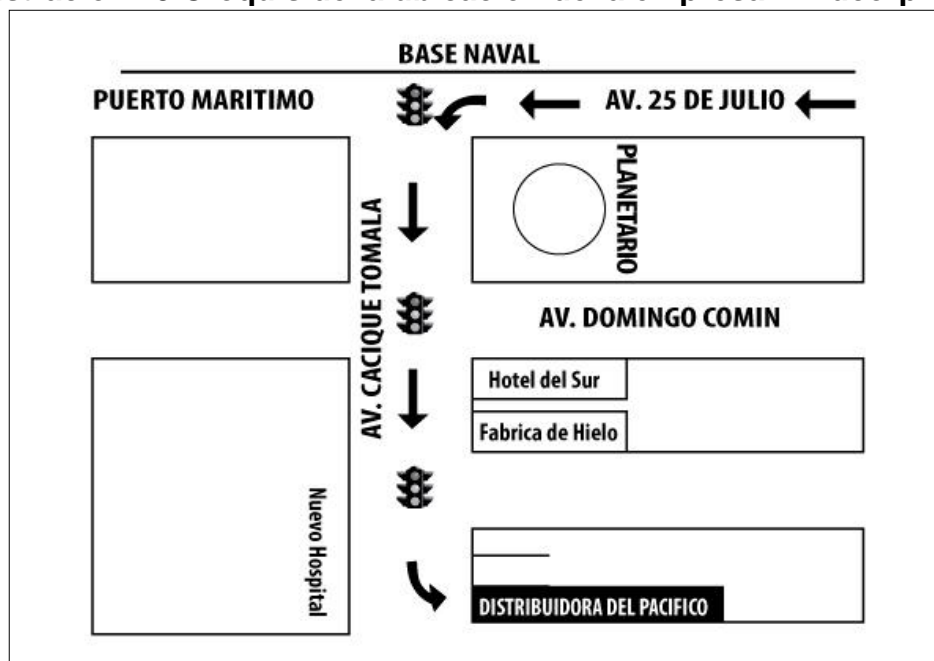 BASE NAVAL
PUERTO MARITIMO
AV. 25 DE JULIO
PLANETARIO
AV. CACIQUE TOMALA
AV. DOMINGO COMIN
Hotel del Sur
Fabrica de Hielo
Nuevo Hospital
DISTRIBUIDORA DEL PACIFICO